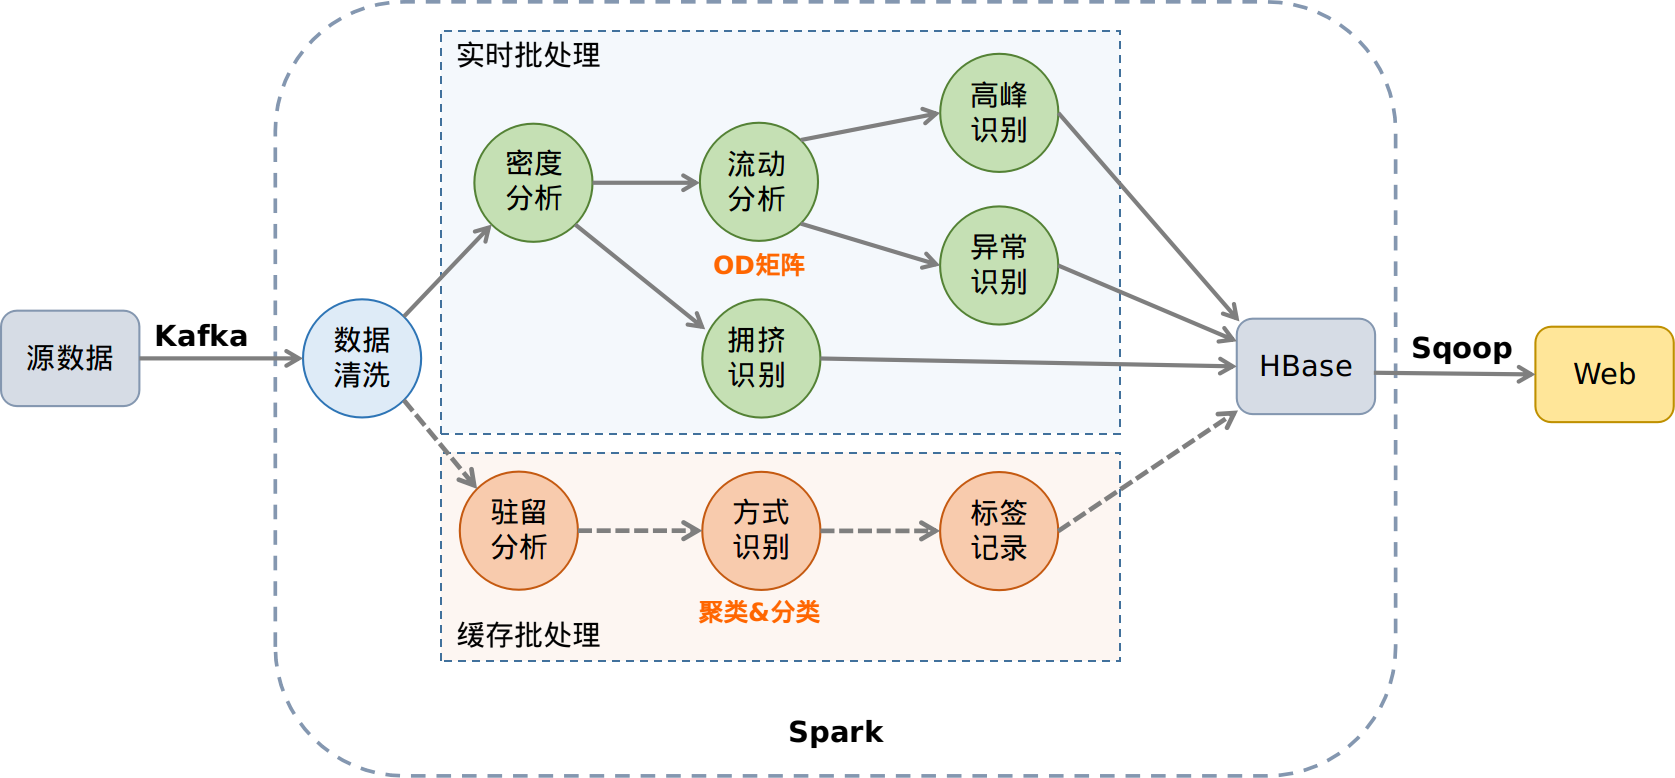 实时批处理
高峰
识别
密度
分析
流动
分析
OD矩阵
异常
识别
源数据
Kafka
数据
清洗
拥挤
识别
HBase
Sqoop
Web
驻留
分析
方式
识别
标签
记录
聚类&分类
缓存批处理
Spark